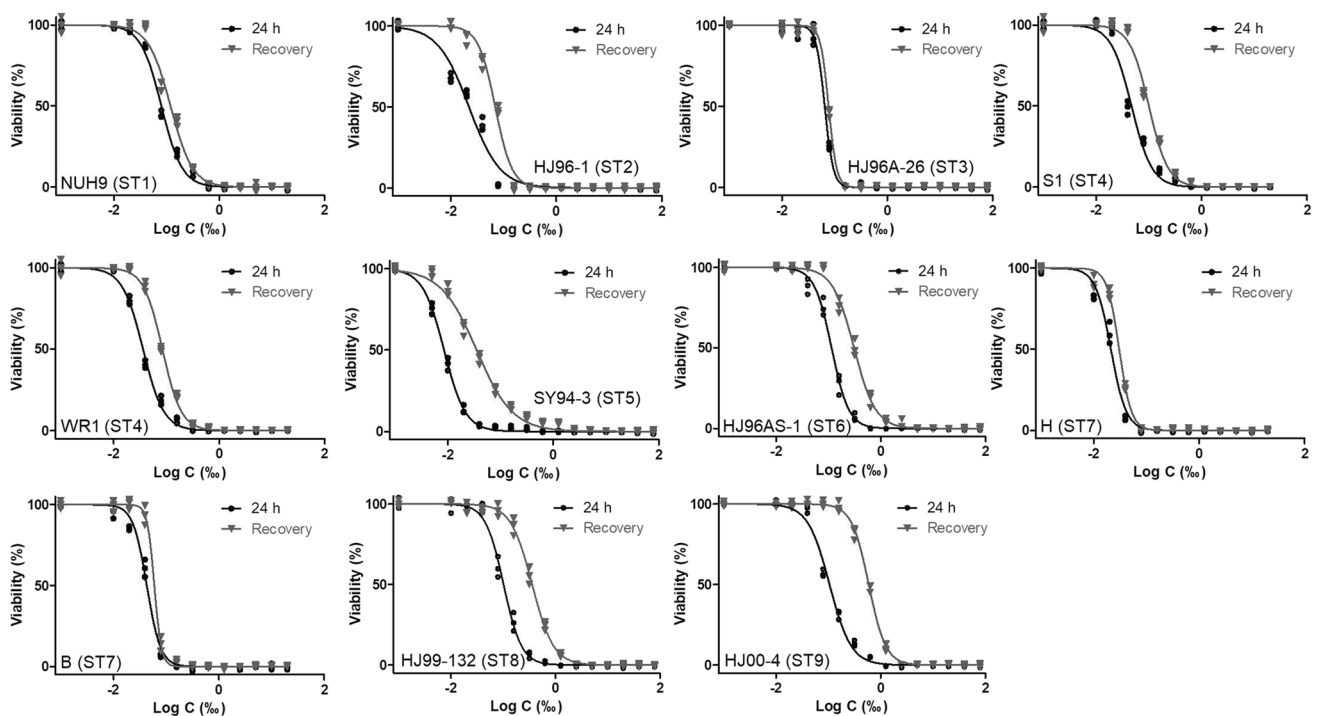 100
50
0
Viability (%)
24 h
Recovery
NUH9 (ST1)
-2
0
2
Log C (‰)
100
50
0
Viability (%)
24 h
Recovery
HJ96-1 (ST2)
-2
0
2
Log C (‰)
100
50
0
Viability (%)
24 h
Recovery
HJ96A-26 (ST3)
-2
0
2
Log C (‰)
100
50
0
Viability (%)
24 h
Recovery
S1 (ST4)
-2
0
2
Log C (‰)
100
50
0
Viability (%)
24 h
Recovery
WR1 (ST4)
-2
0
2
Log C (‰)
100
50
0
Viability (%)
24 h
Recovery
SY94-3 (ST5)
-2
0
2
Log C (‰)
100
50
0
Viability (%)
24 h
Recovery
HJ96AS-1 (ST6)
-2
0
2
Log C (‰)
100
50
0
Viability (%)
24 h
Recovery
H (ST7)
-2
0
2
Log C (‰)
100
50
0
Viability (%)
24 h
Recovery
B (ST7)
-2
0
2
Log C (‰)
100
50
0
Viability (%)
24 h
Recovery
HJ99-132 (ST8)
-2
0
2
Log C (‰)
100
50
0
Viability (%)
24 h
Recovery
HJ00-4 (ST9)
-2
0
2
Log C (‰)